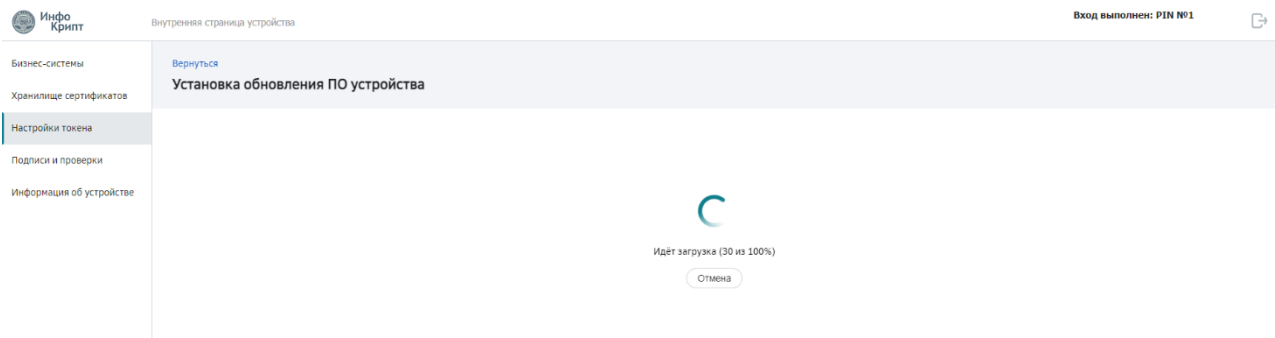 Инфо
Крипт
Внутренняя страница устройства
Вход выполнен: PIN №1
Бизнес-системы
Хранилище сертификатов
Настройки токена
Подписи и проверки
Информация об устройстве
Вернуться
Установка обновления ПО устройства
Идёт загрузка (30 из 100%)
Отмена